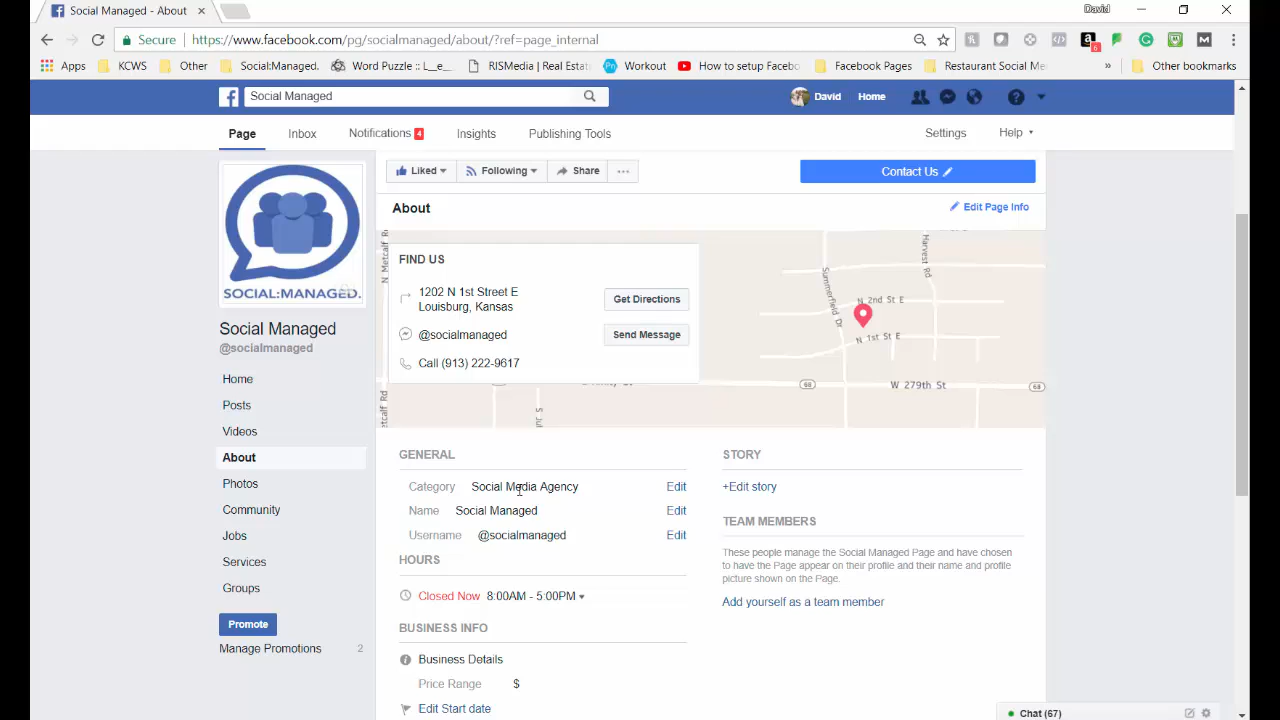 David
Social Managed - About
Secure
https://www.facebook.com/pg/socialmanaged/about/?ref=page_internal
6
Apps
KCWS
Other
Social:Managed.
Word Puzzle :: L__e_
RISMedia | Real Estat
Workout
How to setup Facebo
Facebook Pages
Restaurant Social Me
»
Other bookmarks
Social Managed
David
Home
Page
Inbox
Notifications 4
Insights
Publishing Tools
Settings
Help
SOCIAL:MANAGED.
Social Managed
@socialmanaged
Home
Posts
Videos
About
Photos
Community
Jobs
Services
Groups
Promote
Manage Promotions 2
Liked
Following
Share
...
Contact Us
About
Edit Page Info
FIND US
1202 N 1st Street E
Louisburg, Kansas
Get Directions
@socialmanaged
Send Message
Call (913) 222-9617
N Metcalf Rd
Summerfield Dr
Harvest Rd
N 2nd St E
N 1st St E
68
W 279th St
68
GENERAL
Category Social Media Agency Edit
Name Social Managed Edit
Username @socialmanaged Edit
HOURS
Closed Now 8:00AM - 5:00PM
BUSINESS INFO
Business Details
Price Range $
Edit Start date
STORY
+Edit story
TEAM MEMBERS
These people manage the Social Managed Page and have chosen
to have the Page appear on their profile and their name and profile
picture shown on the Page.
Add yourself as a team member
Chat (67)